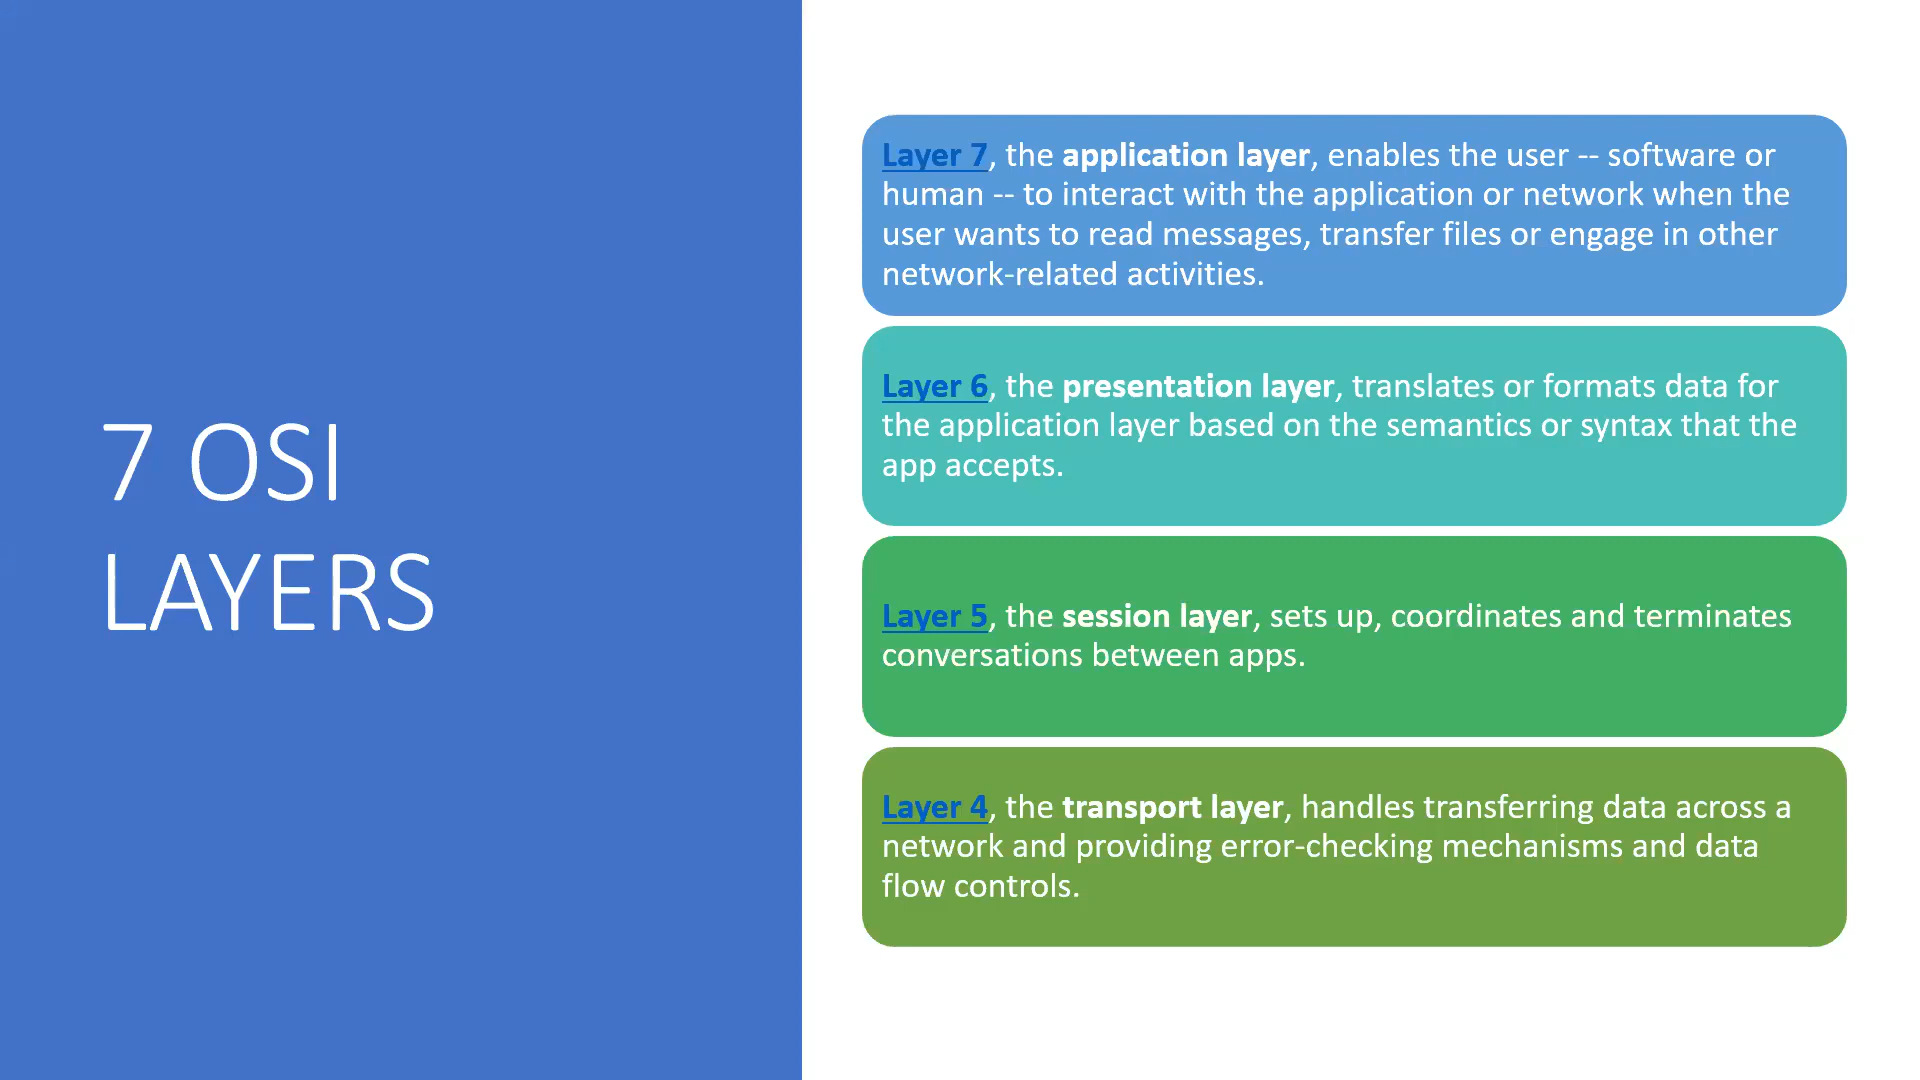 7 OSI
LAYERS
Layer 7, the application layer, enables the user -- software or
human -- to interact with the application or network when the
user wants to read messages, transfer files or engage in other
network-related activities.
Layer 6, the presentation layer, translates or formats data for
the application layer based on the semantics or syntax that the
app accepts.
Layer 5, the session layer, sets up, coordinates and terminates
conversations between apps.
Layer 4, the transport layer, handles transferring data across a
network and providing error-checking mechanisms and data
flow controls.